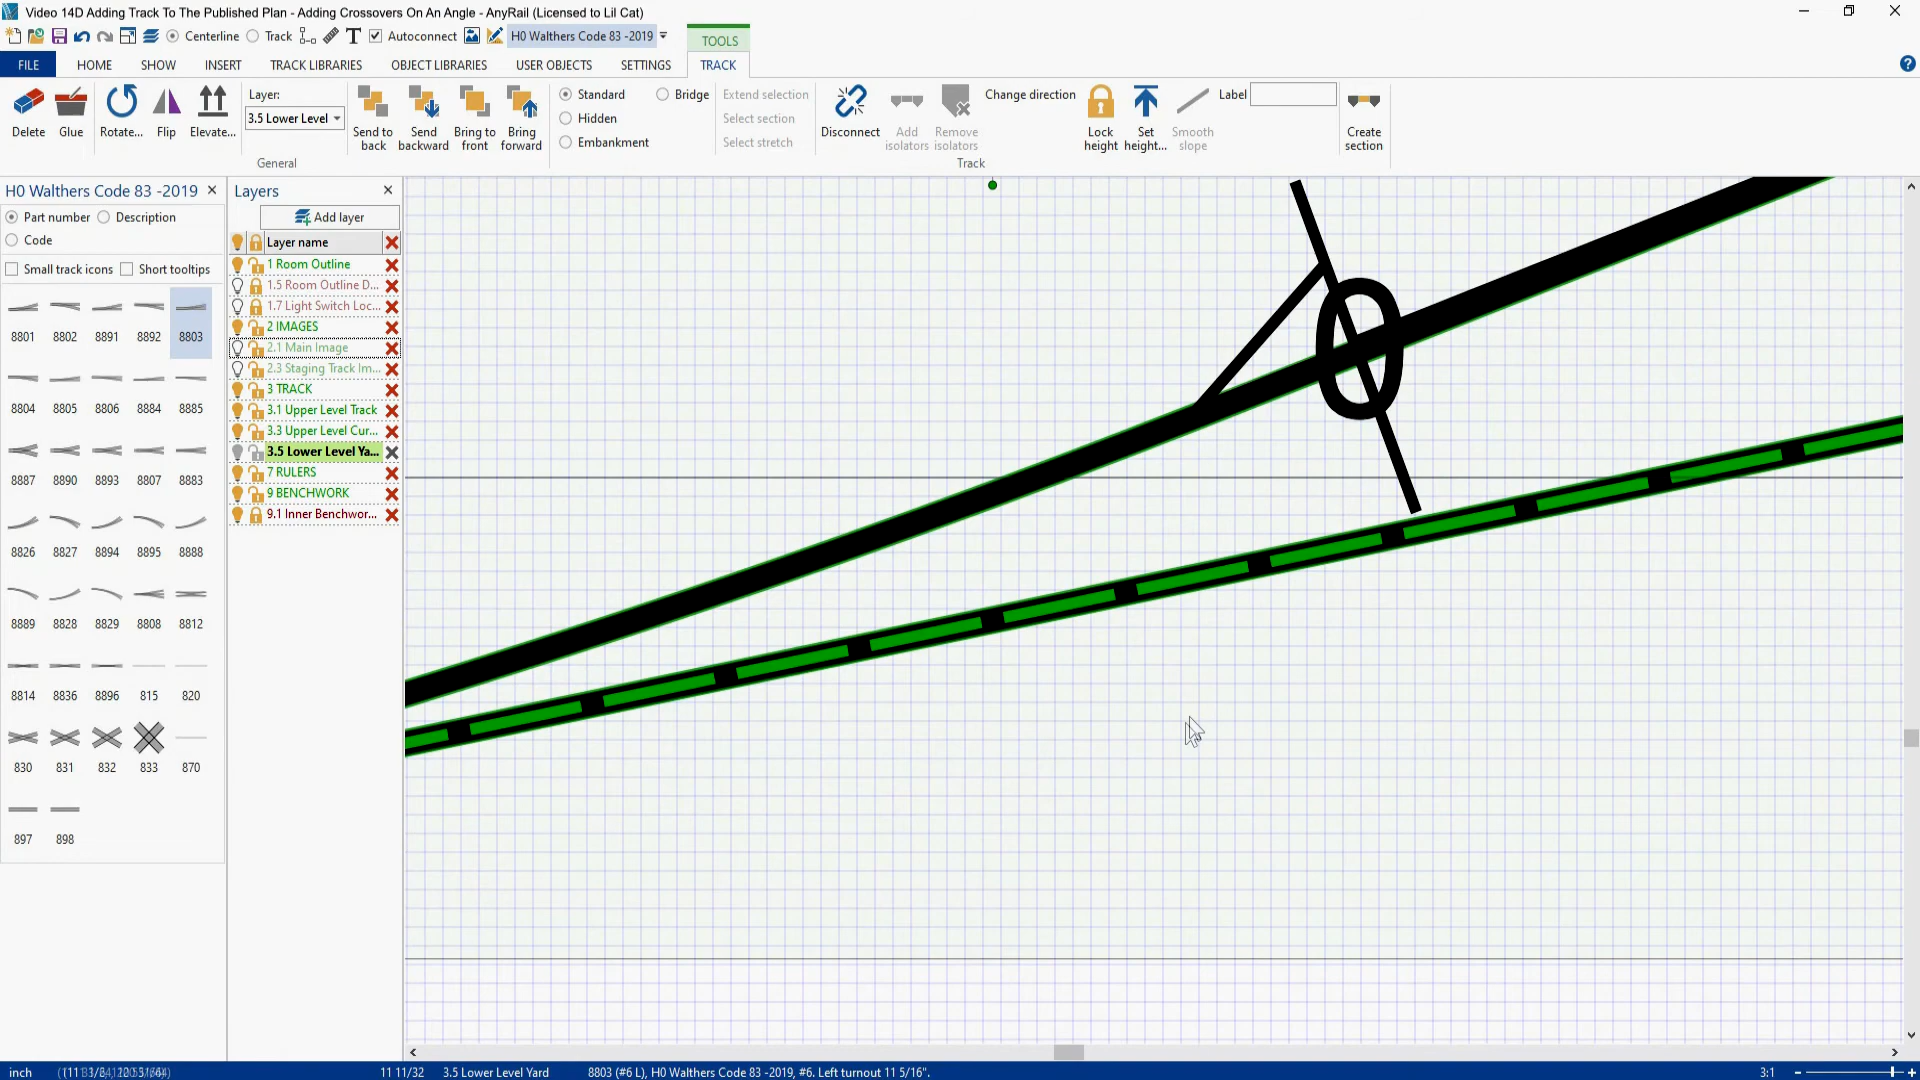 Video 14D Adding Track To The Published Plan - Adding Crossovers On An Angle - AnyRail (Licensed to Lil Cat)
Centerline Track T Autoconnect H0 Walthers Code 83 -2019 TOOLS
FILE HOME SHOW INSERT TRACK LIBRARIES OBJECT LIBRARIES USER OBJECTS SETTINGS TRACK
Delete Glue Rotate... Flip Elevate... Layer: 3.5 Lower Level
General
Send to back Send backward Bring to front Bring forward
Standard Bridge
Hidden
Embankment
Extend selection
Select section
Select stretch
Disconnect Add isolators Remove isolators Change direction Lock height Set height... Smooth slope Label
Track
Create section
H0 Walthers Code 83 -2019
Part number Description
Code
Small track icons Short tooltips
8801 8802 8891 8892 8803
8804 8805 8806 8884 8885
8887 8890 8893 8807 8883
8826 8827 8894 8895 8888
8889 8828 8829 8808 8812
8814 8836 8896 815 820
830 831 832 833 870
897 898
Layers
Add layer
Layer name
1 Room Outline
1.5 Room Outline D...
1.7 Light Switch Loc...
2 IMAGES
2.1 Main Image
2.3 Staging Track Im...
3 TRACK
3.1 Upper Level Track
3.3 Upper Level Cur...
3.5 Lower Level Ya...
7 RULERS
9 BENCHWORK
9.1 Inner Benchwor...
0
inch 11 11/32 3.5 Lower Level Yard 8803 (#6 L), H0 Walthers Code 83 -2019, #6. Left turnout 11 5/16". 3:1